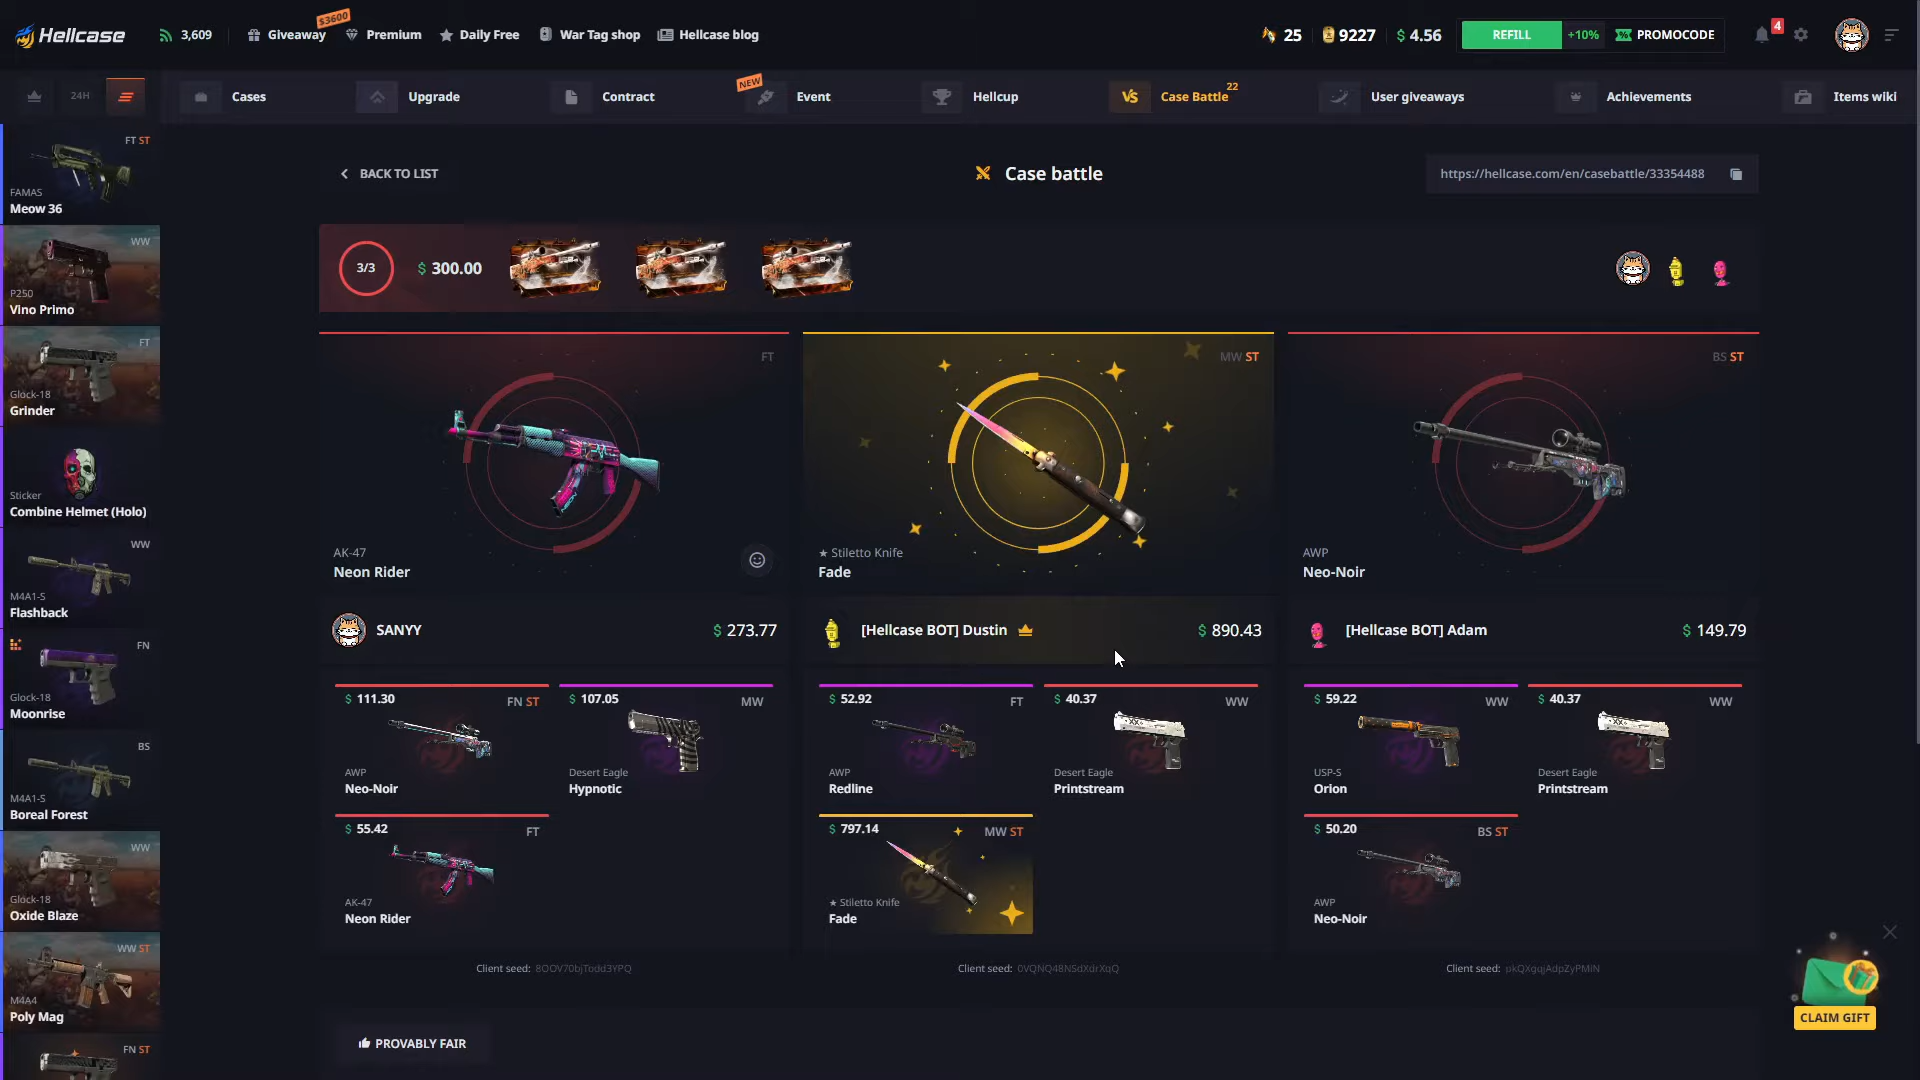 Hellcase
3,609
Giveaway
$3600
Premium
Daily Free
War Tag shop
Hellcase blog
25
9227
$ 4.56
REFILL
+10%
PROMOCODE
4
24H
Cases
Upgrade
Contract
NEW
Event
Hellcup
VS
Case Battle
22
User giveaways
Achievements
Items wiki
FT ST
FAMAS
Meow 36
WW
P250
Vino Primo
FT
Glock-18
Grinder
Sticker
Combine Helmet (Holo)
WW
M4A1-S
Flashback
FN
Glock-18
Moonrise
BS
M4A1-S
Boreal Forest
WW
Glock-18
Oxide Blaze
WW ST
M4A4
Poly Mag
FN ST
BACK TO LIST
Case battle
https://hellcase.com/en/casebattle/33354488
3/3
$ 300.00
FT
AK-47
Neon Rider
MW ST
★ Stiletto Knife
Fade
BS ST
AWP
Neo-Noir
SANYY
$ 273.77
[Hellcase BOT] Dustin
$ 890.43
[Hellcase BOT] Adam
$ 149.79
$ 111.30
FN ST
AWP
Neo-Noir
$ 107.05
MW
Desert Eagle
Hypnotic
$ 55.42
FT
AK-47
Neon Rider
$ 52.92
FT
AWP
Redline
$ 40.37
WW
Desert Eagle
Printstream
$ 797.14
MW ST
★ Stiletto Knife
Fade
$ 59.22
WW
USP-S
Orion
$ 40.37
WW
Desert Eagle
Printstream
$ 50.20
BS ST
AWP
Neo-Noir
Client seed:
Client seed:
Client seed:
PROVABLY FAIR
CLAIM GIFT